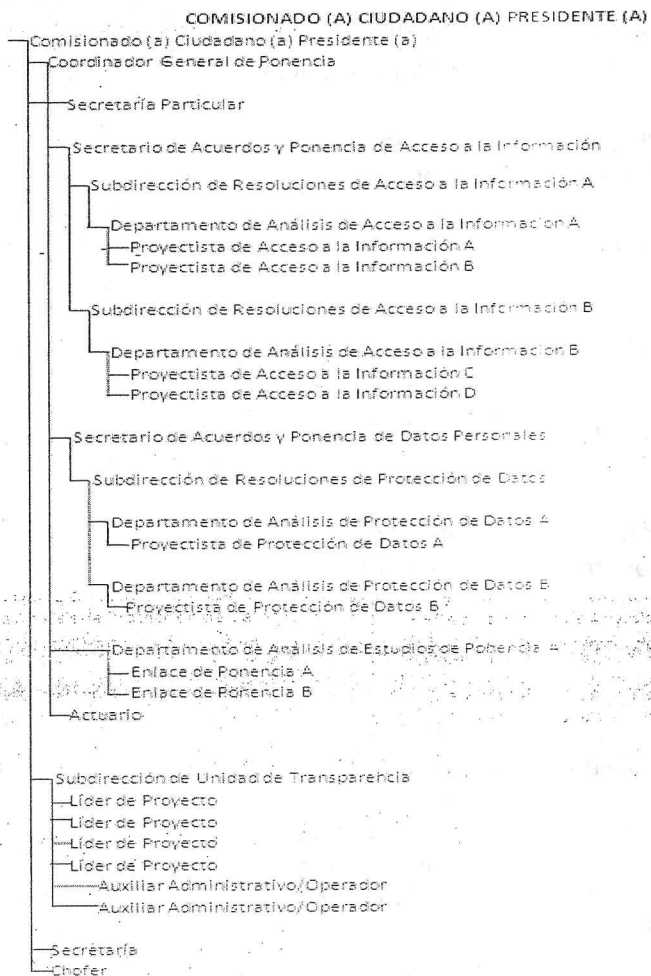 COMISIONADO (A) CIUDADANO (A) PRESIDENTE (A)
Comisionado (a) Ciudadano (a) Presidente (a)
Coordinador General de Ponencia
Secretaría Particular
Secretario de Acuerdos y Ponencia de Acceso a la Información
Subdirección de Resoluciones de Acceso a la Información A
Departamento de Análisis de Acceso a la Información A
Proyectista de Acceso a la Información A
Proyectista de Acceso a la Información B
Subdirección de Resoluciones de Acceso a la Información B
Departamento de Análisis de Acceso a la Información B
Proyectista de Acceso a la Información C
Proyectista de Acceso a la Información D
Secretario de Acuerdos y Ponencia de Datos Personales
Subdirección de Resoluciones de Protección de Datos
Departamento de Análisis de Protección de Datos A
Proyectista de Protección de Datos A
Departamento de Análisis de Protección de Datos B
Proyectista de Protección de Datos B
Departamento de Análisis de Estudios de Ponencia A
Enlace de Ponencia A
Enlace de Ponencia B
Actuario
Subdirección de Unidad de Transparencia
Líder de Proyecto
Líder de Proyecto
Líder de Proyecto
Líder de Proyecto
Auxiliar Administrativo/Operador
Auxiliar Administrativo/Operador
Secretaría
Chofer